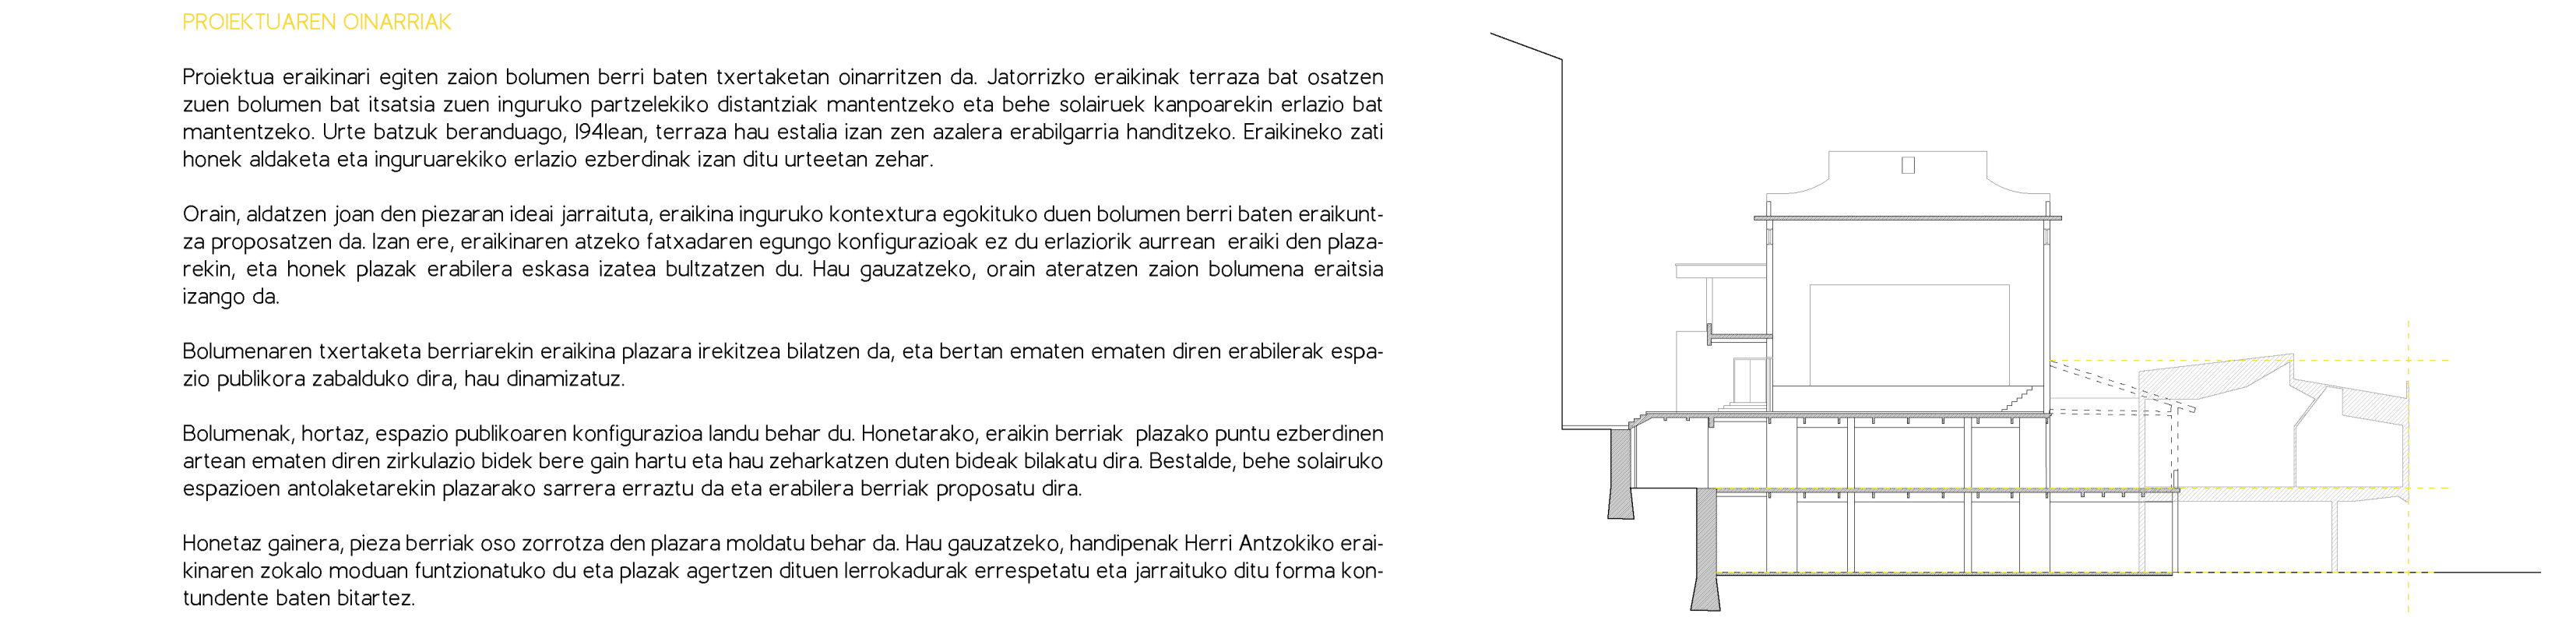 PROIEKTUAREN OINARRIAK
Proiektua eraikinari egiten zaion bolumen berri baten txertaketan oinarritzen da. Jatorrizko eraikinak terraza bat osatzen
zuen bolumen bat itsatsia zuen inguruko partzelekiko distantziak mantentzeko eta behe solairuek kanpoarekin erlazio bat
mantentzeko. Urte batzuk beranduago, 1941ean, terraza hau estalia izan zen azalera erabilgarria handitzeko. Eraikineko zati
honek aldaketa eta inguruarekiko erlazio ezberdinak izan ditu urteetan zehar.
Orain, aldatzen joan den piezaran ideai jarraituta, eraikina inguruko kontextura egokituko duen bolumen berri baten eraikunt-
za proposatzen da. Izan ere, eraikinaren atzeko fatxadaren egungo konfigurazioak ez du erlaziorik aurrean eraiki den plaza-
rekin, eta honek plazak erabilera eskasa izatea bultzatzen du. Hau gauzatzeko, orain ateratzen zaion bolumena eraitsia
izango da.
Bolumenaren txertaketa berriarekin eraikina plazara irekitzea bilatzen da, eta bertan ematen ematen diren erabilerak espa-
zio publikora zabalduko dira, hau dinamizatuz.
Bolumenak, hortaz, espazio publikoaren konfigurazioa landu behar du. Honetarako, eraikin berriak plazako puntu ezberdinen
artean ematen diren zirkulazio bidek bere gain hartu eta hau zeharkatzen duten bideak bilakatu dira. Bestalde, behe solairuko
espazioen antolaketarekin plazarako sarrera erraztu da eta erabilera berriak proposatu dira.
Honetaz gainera, pieza berriak oso zorrotza den plazara moldatu behar da. Hau gauzatzeko, handipenak Herri Antzokiko erai-
kinaren zokalo moduan funtzionatuko du eta plazak agertzen dituen lerrokadurak errespetatu eta jarraituko ditu forma kon-
tundente baten bitartez.